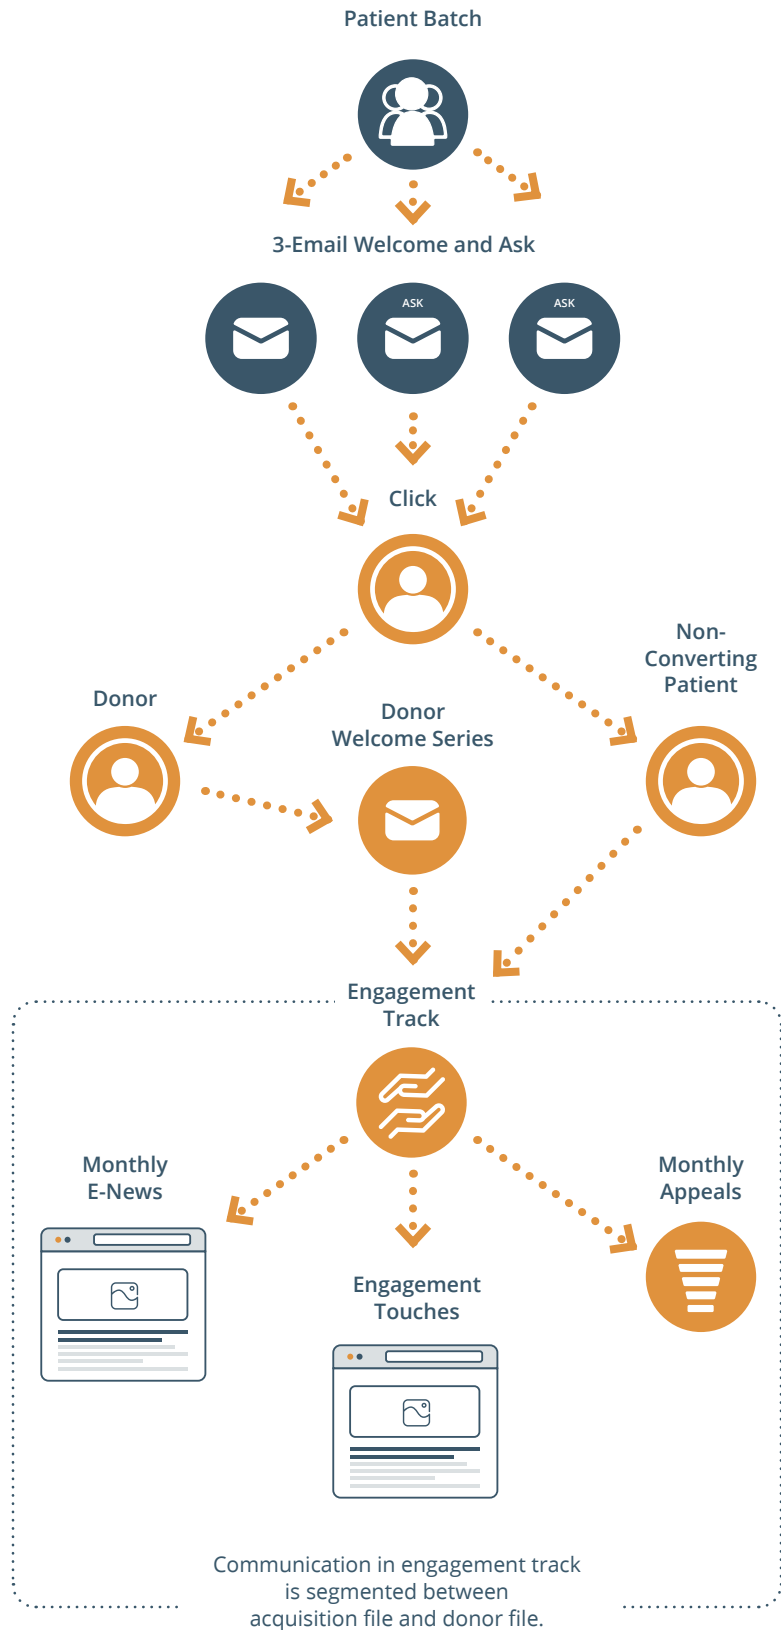 Patient Batch
3-Email Welcome and Ask
ASK
ASK
Click
Non-
Converting
Patient
Donor
Donor
Welcome Series
Engagement
Track
Monthly
E-News
Monthly
Appeals
Engagement
Touches
Communication in engagement track
is segmented between
acquisition file and donor file.